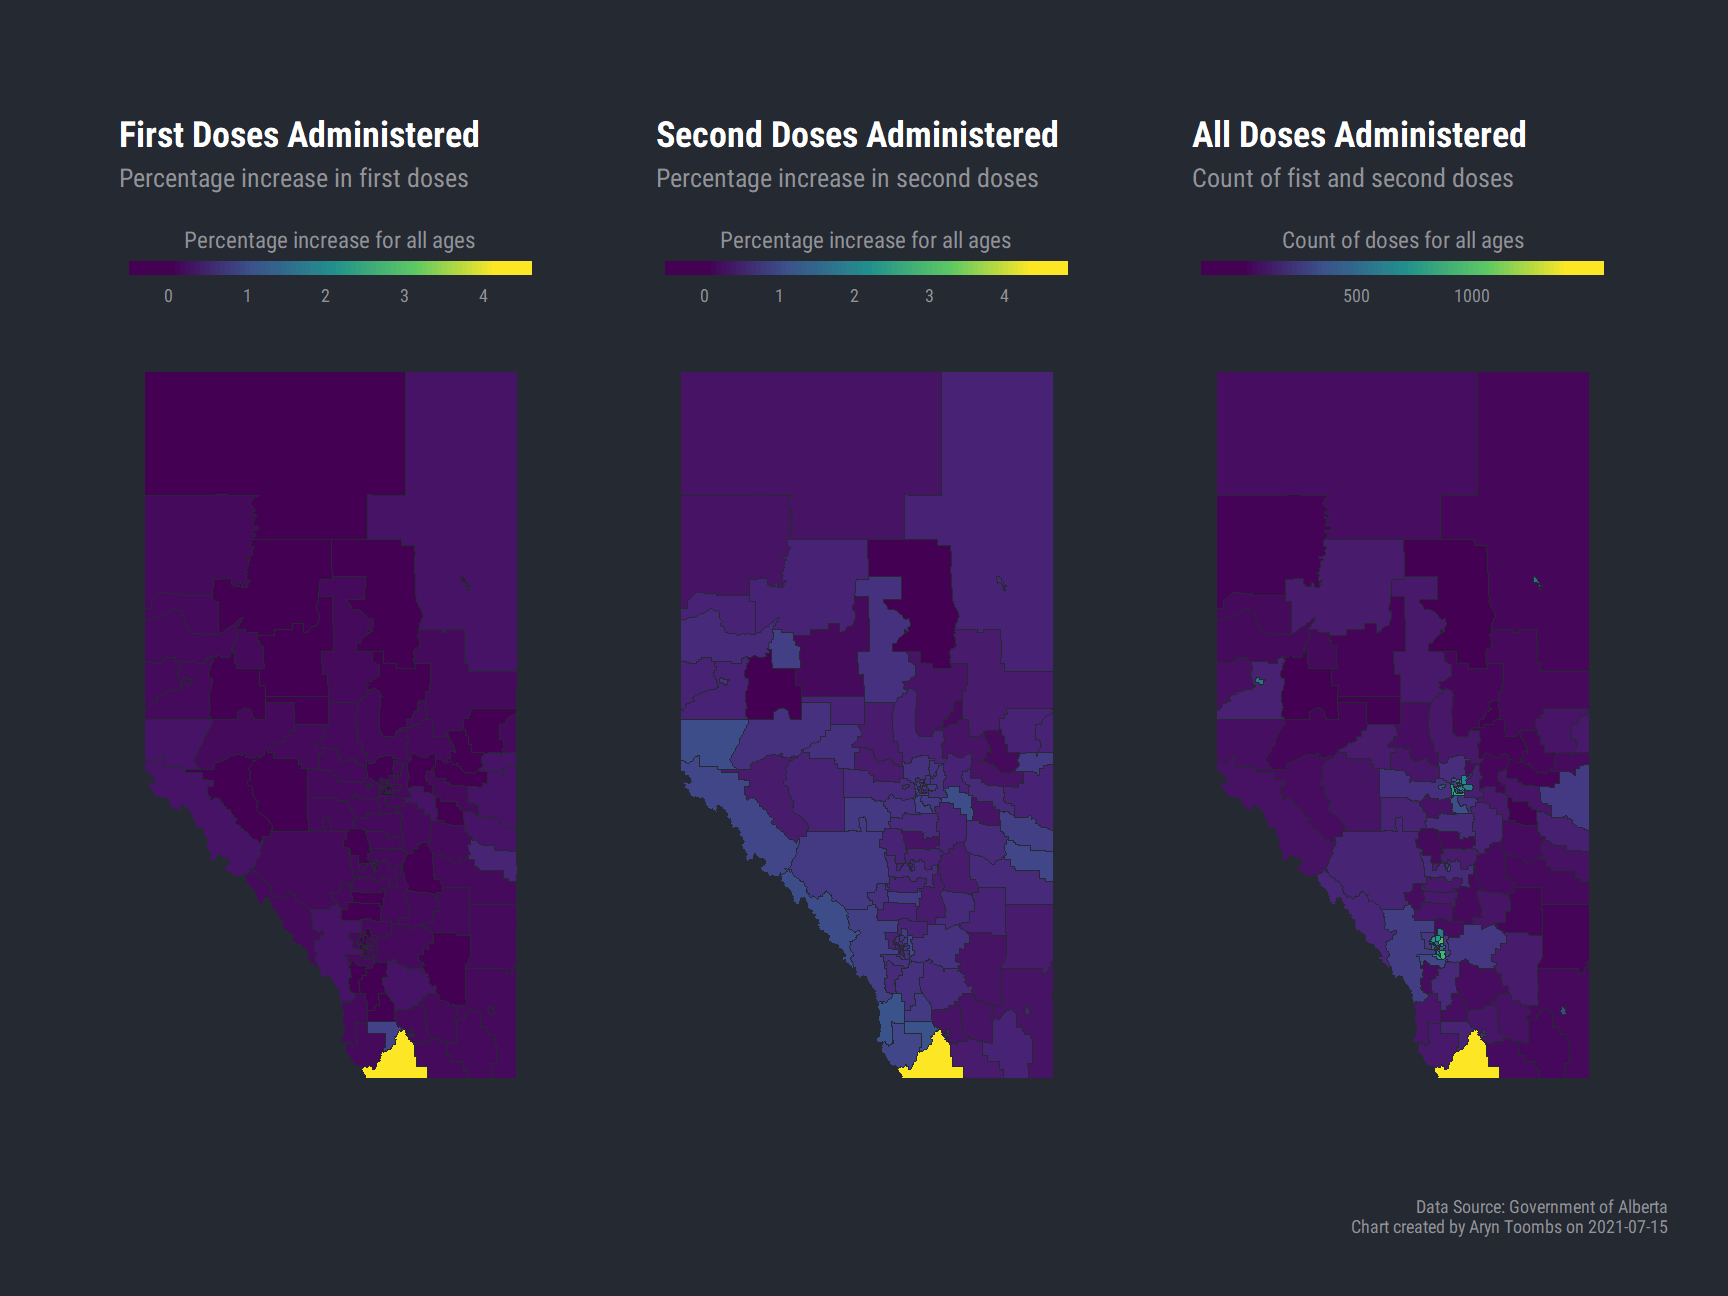 First Doses Administered
Percentage increase in first doses
Percentage increase for all ages
0 1 2 3 4
Second Doses Administered
Percentage increase in second doses
Percentage increase for all ages
0 1 2 3 4
All Doses Administered
Count of fist and second doses
Count of doses for all ages
500 1000
Data Source: Government of Alberta
Chart created by Aryn Toombs on 2021-07-15